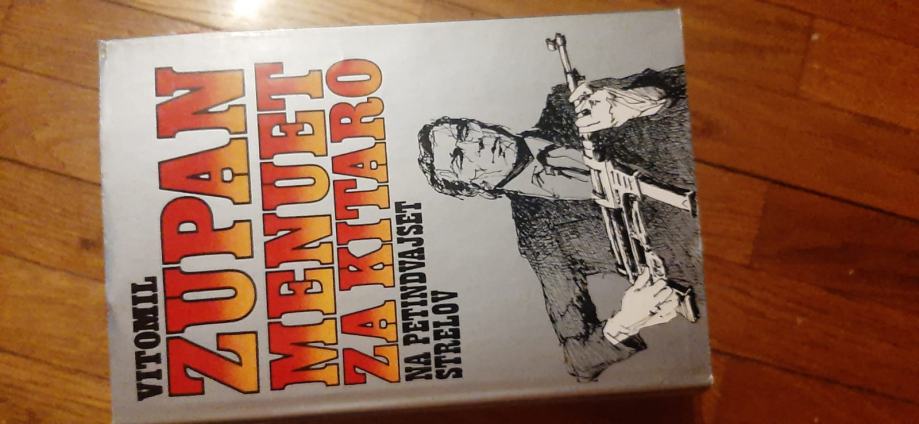 VITOMIL
ZUPAN
MENUET
ZA KITARO
NA PETINDVAJSET
STRELOV